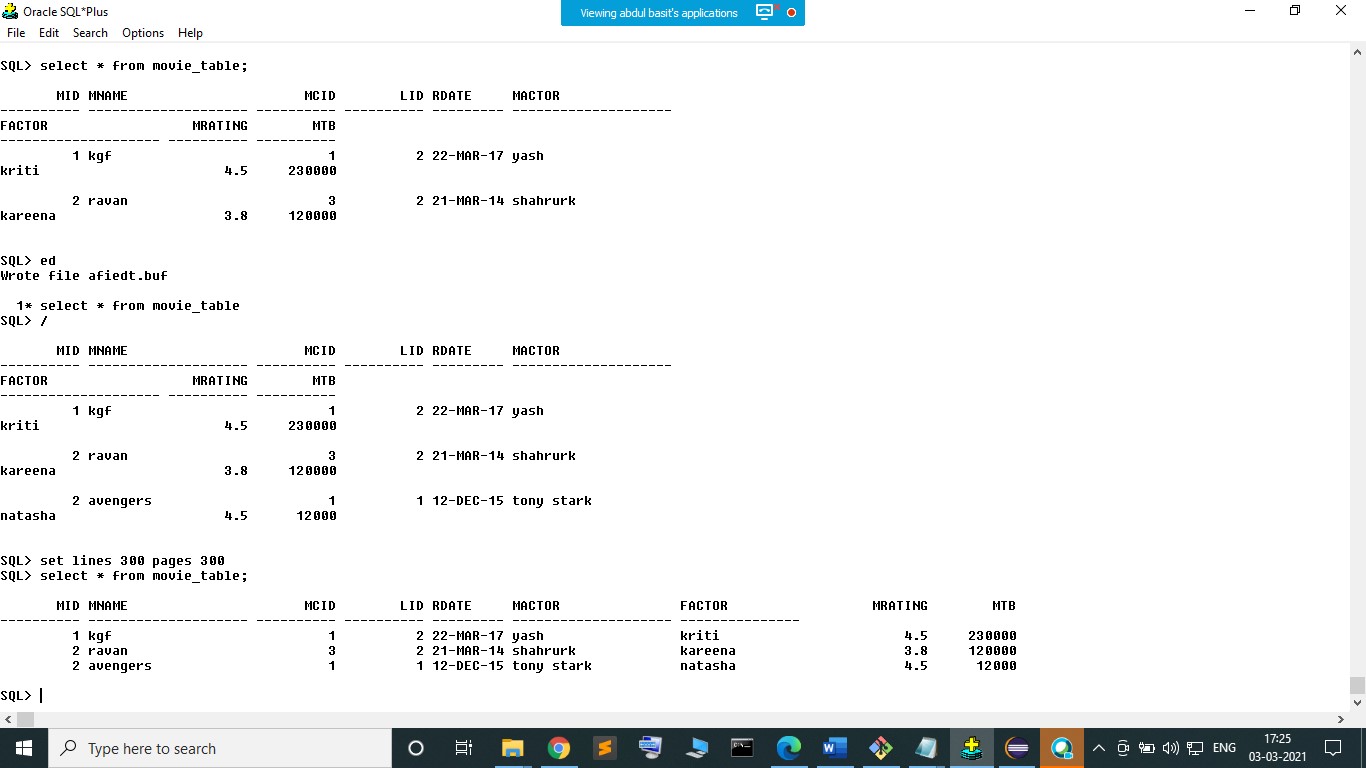 Oracle SQL*Plus
Viewing abdul basit's applications
File Edit Search Options Help
SQL> select * from movie_table;
MID MNAME MCID LID RDATE MACTOR
---------- -------------------- ---------- ---------- --------- --------------------
FACTOR MRATING MTB
-------------------- ---------- ----------
1 kgf 1 2 22-MAR-17 yash
kriti 4.5 230000
2 ravan 3 2 21-MAR-14 shahrurk
kareena 3.8 120000
SQL> ed
Wrote file afiedt.buf
1* select * from movie_table
SQL> /
MID MNAME MCID LID RDATE MACTOR
---------- -------------------- ---------- ---------- --------- --------------------
FACTOR MRATING MTB
-------------------- ---------- ----------
1 kgf 1 2 22-MAR-17 yash
kriti 4.5 230000
2 ravan 3 2 21-MAR-14 shahrurk
kareena 3.8 120000
2 avengers 1 1 12-DEC-15 tony stark
natasha 4.5 12000
SQL> set lines 300 pages 300
SQL> select * from movie_table;
MID MNAME MCID LID RDATE MACTOR FACTOR MRATING MTB
---------- -------------------- ---------- ---------- --------- -------------------- ---------------
1 kgf 1 2 22-MAR-17 yash kriti 4.5 230000
2 ravan 3 2 21-MAR-14 shahrurk kareena 3.8 120000
2 avengers 1 1 12-DEC-15 tony stark natasha 4.5 12000
SQL>
Type here to search
ENG
17:25
03-03-2021